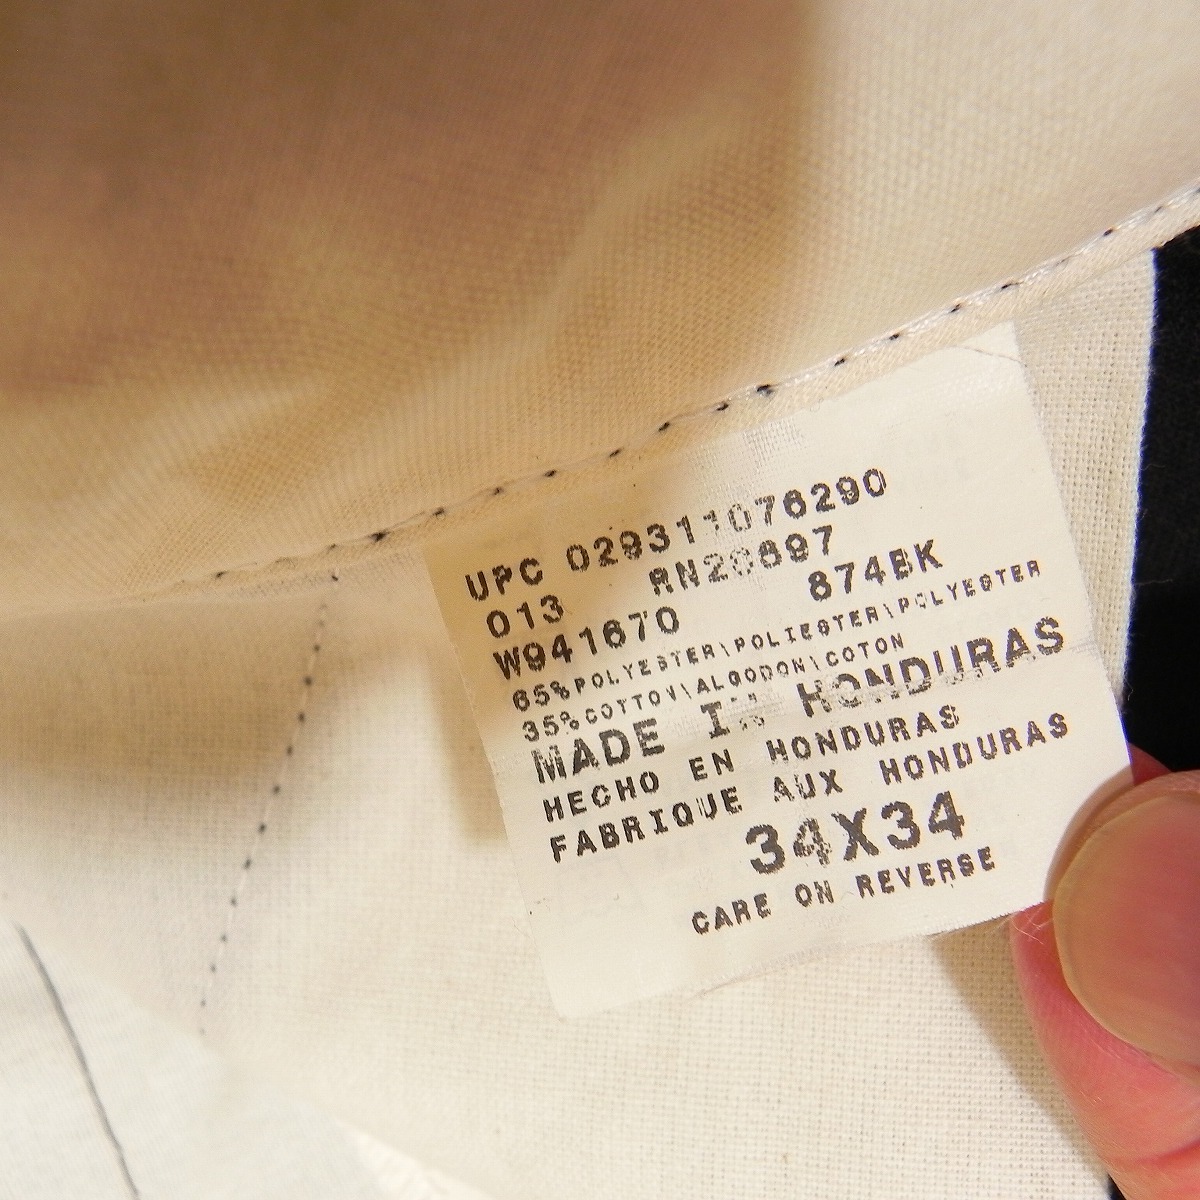 UPC 029311076290
013 RN20697
W941670 874BK
65% POLYESTER\POLIESTER\POLYESTER
35% COTTON\ALGODON\COTON
MADE IN HONDURAS
HECHO EN HONDURAS
FABRIQUE AUX HONDURAS
34X34
CARE ON REVERSE